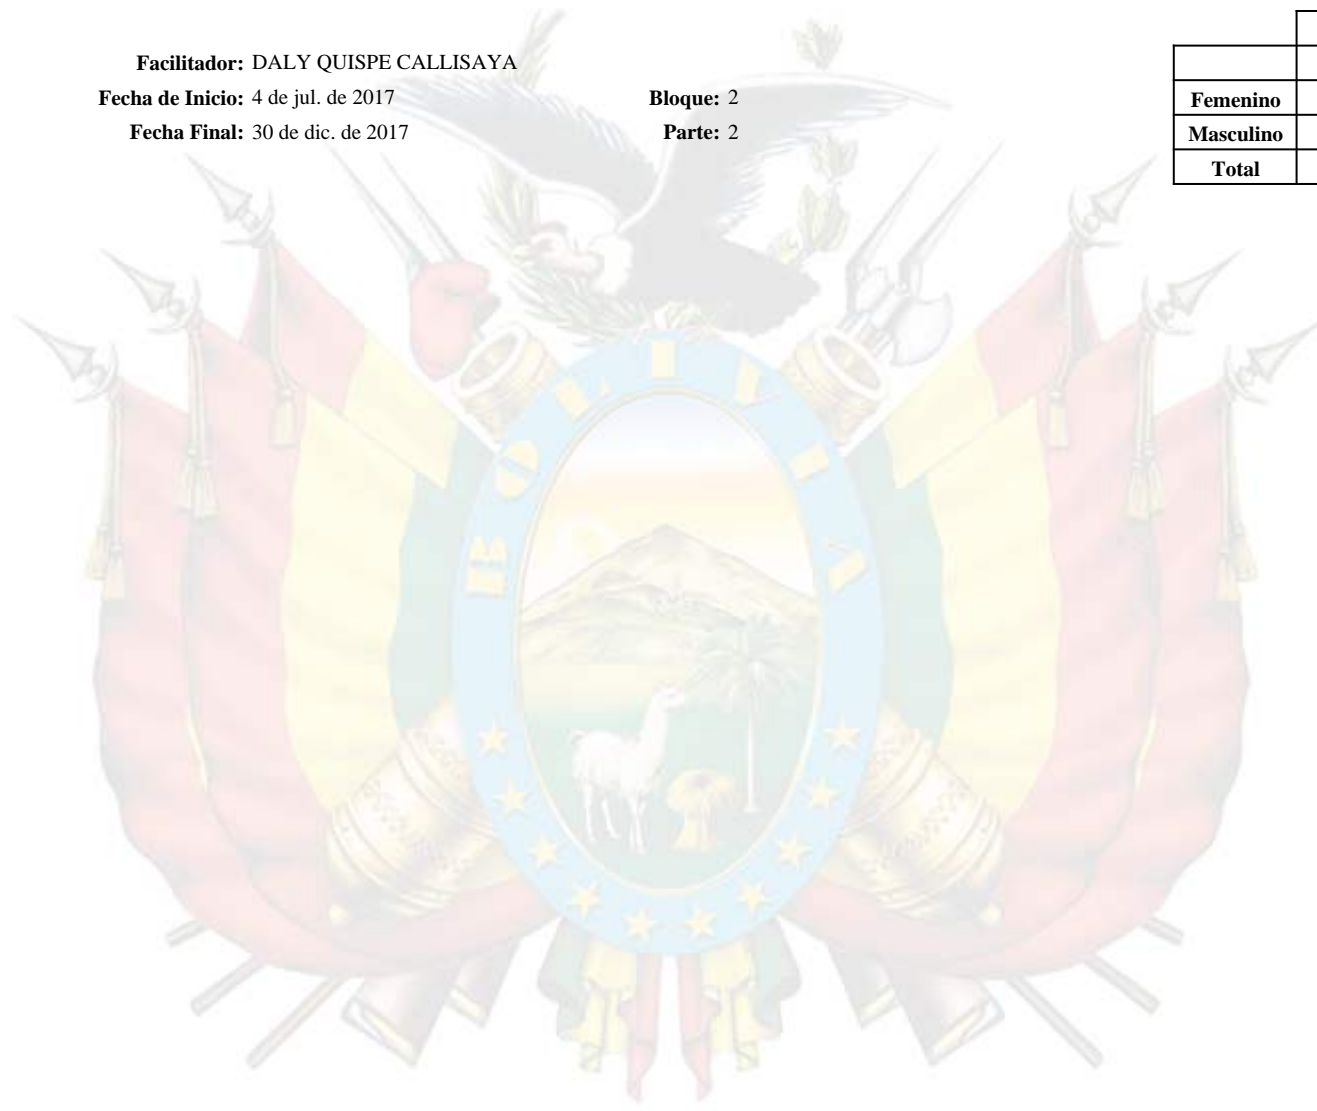 Facilitador: DALY QUISPE CALLISAYA
Fecha de Inicio: 4 de jul. de 2017 Bloque: 2
Fecha Final: 30 de dic. de 2017 Parte: 2
Femenino
Masculino
Total
BOLIVIA